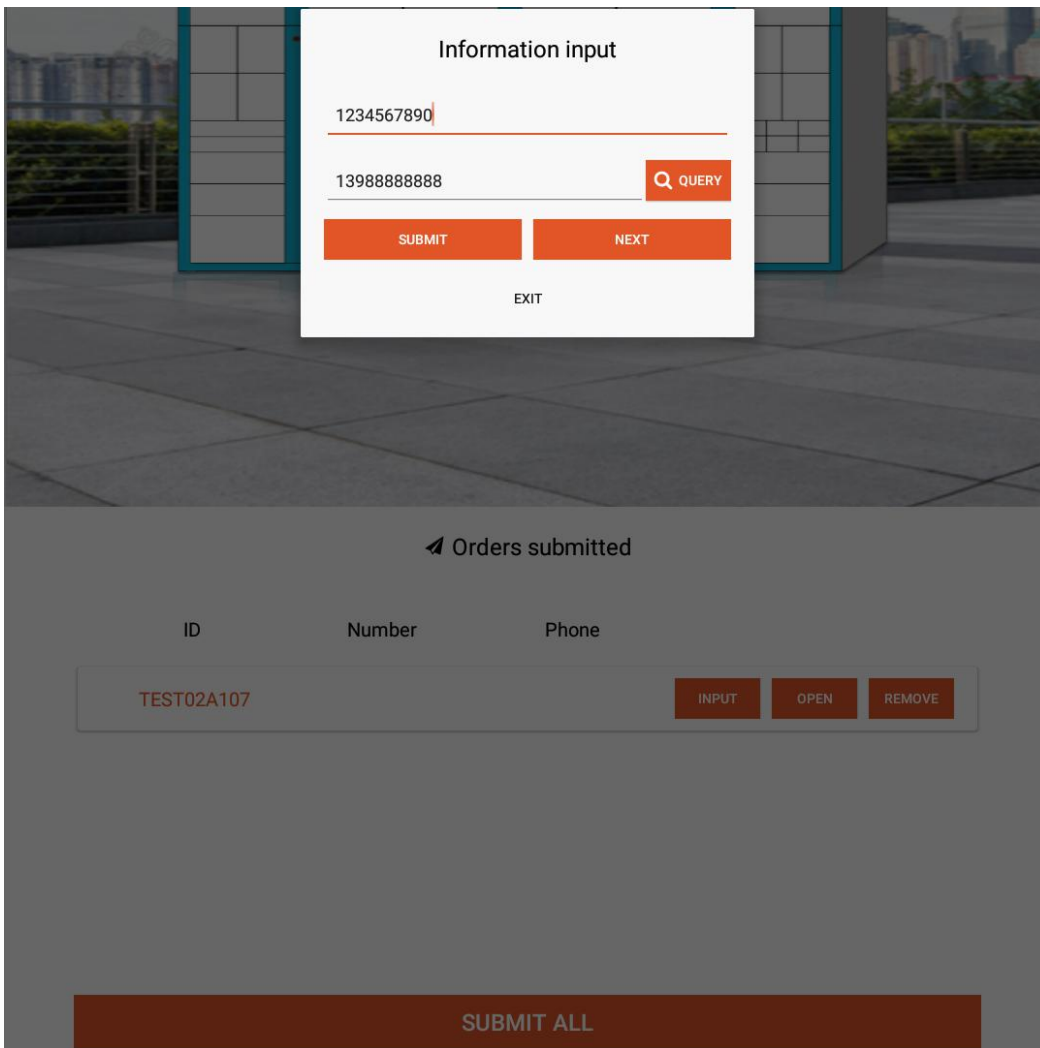 Information input
1234567890
13988888888
QUERY
SUBMIT NEXT
EXIT
Orders submitted
ID Number Phone
TEST02A107 INPUT OPEN REMOVE
SUBMIT ALL